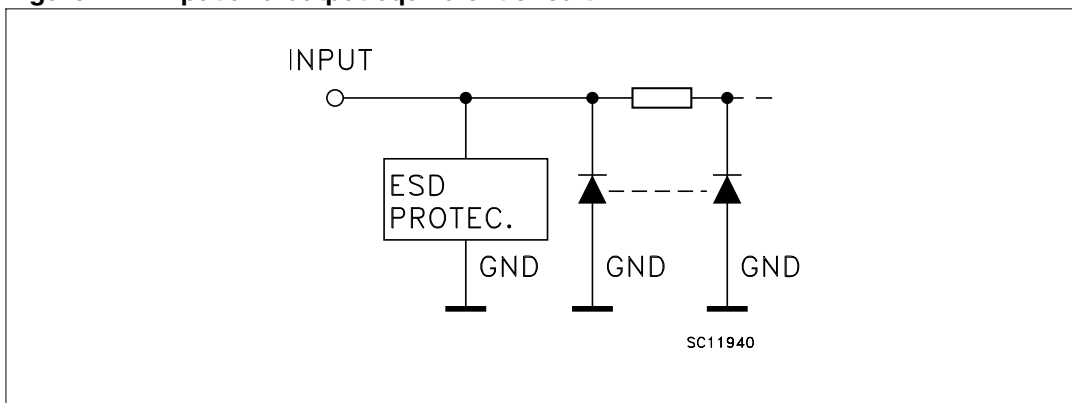 INPUT
ESD
PROTEC.
GND
GND
GND
SC11940